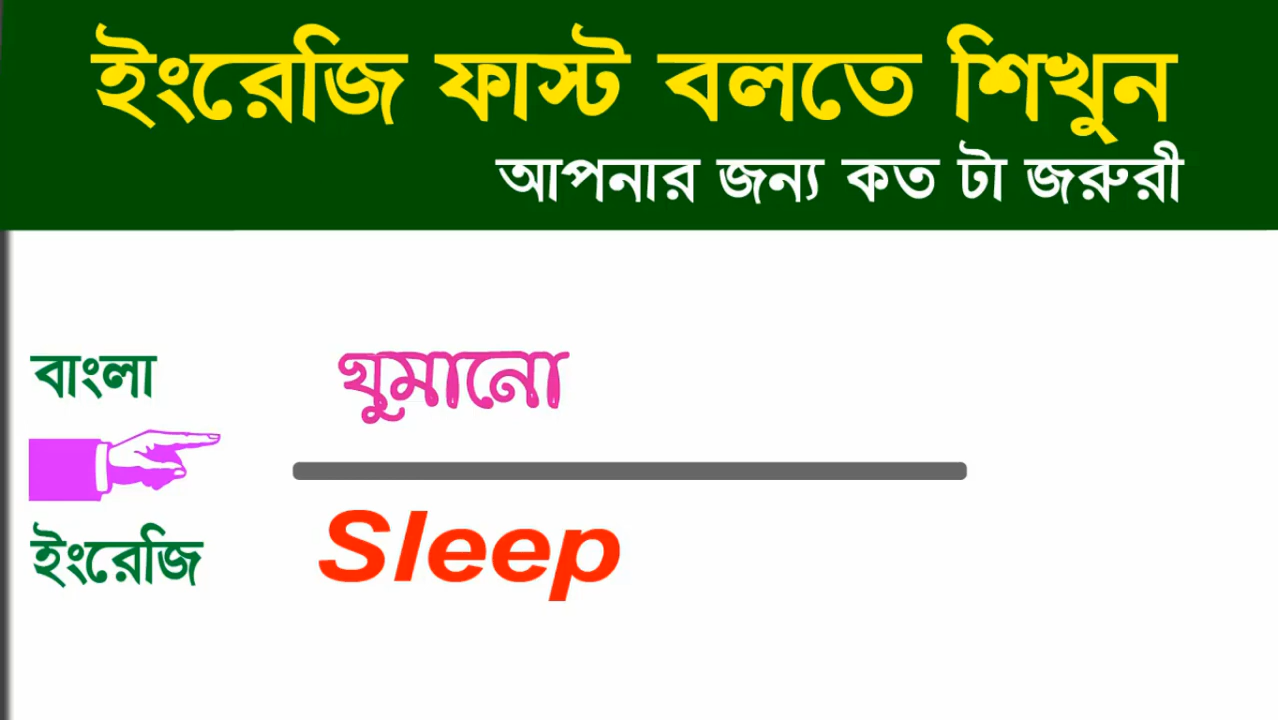 ইংরেজি ফাস্ট বলতে শিখুন
আপনার জন্য কত টা জরুরী
বাংলা
ঘুমানো
ইংরেজি
Sleep